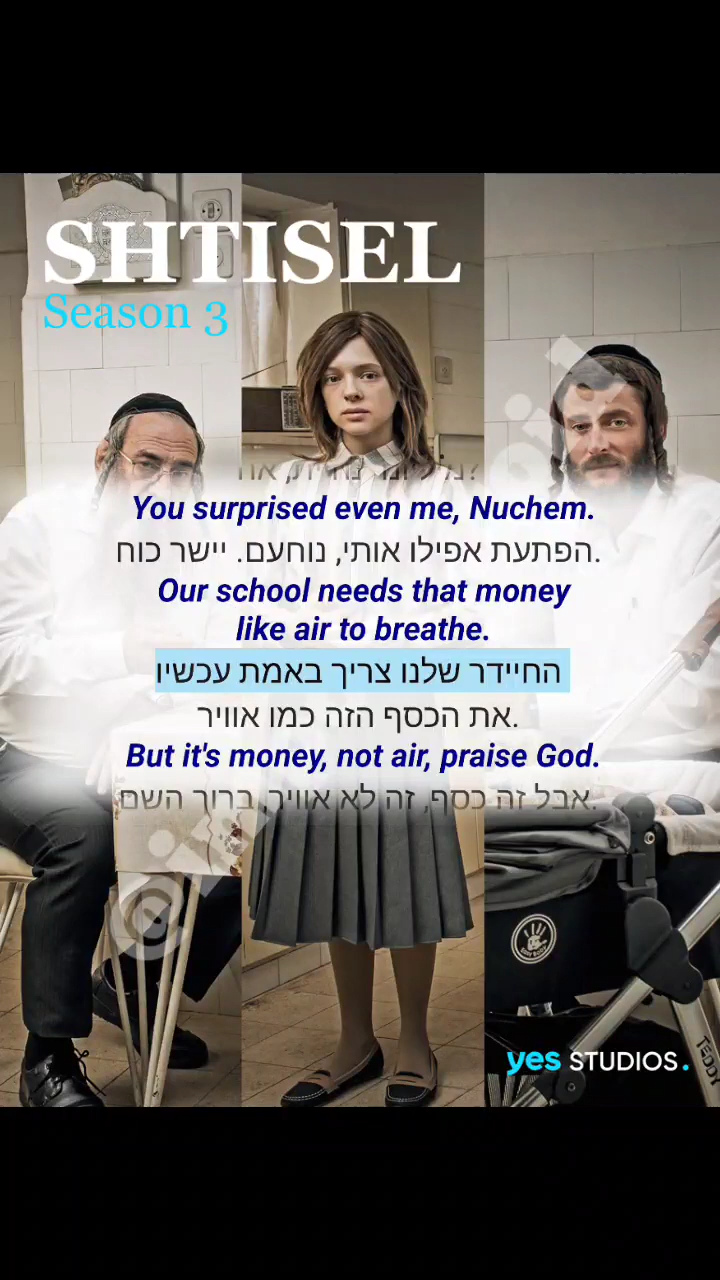 SHTISEL
Season 3
You surprised even me, Nuchem.
הפתעת אפילו אותי, נוחעם. יישר כוח.
Our school needs that money
like air to breathe.
החיידר שלנו צריך באמת עכשיו
את הכסף הזה כמו אוויר.
But it's money, not air, praise God.
אבל זה כסף, זה לא אוויר, ברוך השם.
yes STUDIOS.
TEDDY